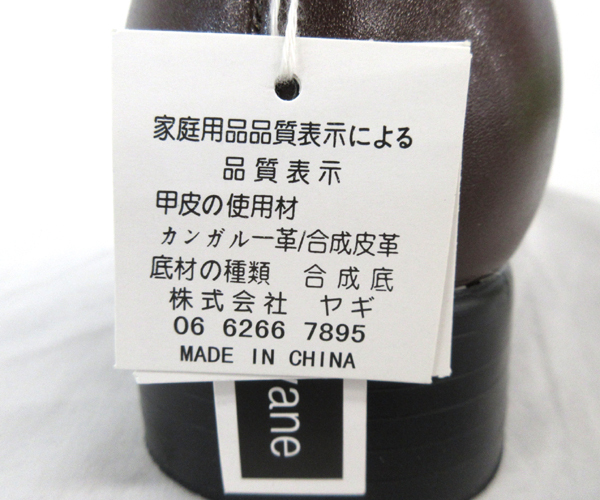 家庭用品品質表示による
品質表示
甲皮の使用材
カンガルー革/合成皮革
底材の種類 合成底
株式会社 ヤギ
06 6266 7895
MADE IN CHINA